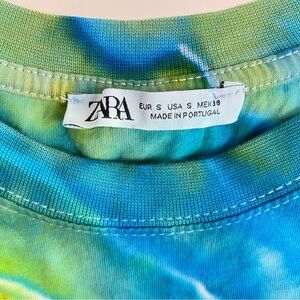 ZARA
EUR S USA S MEX 36
MADE IN PORTUGAL